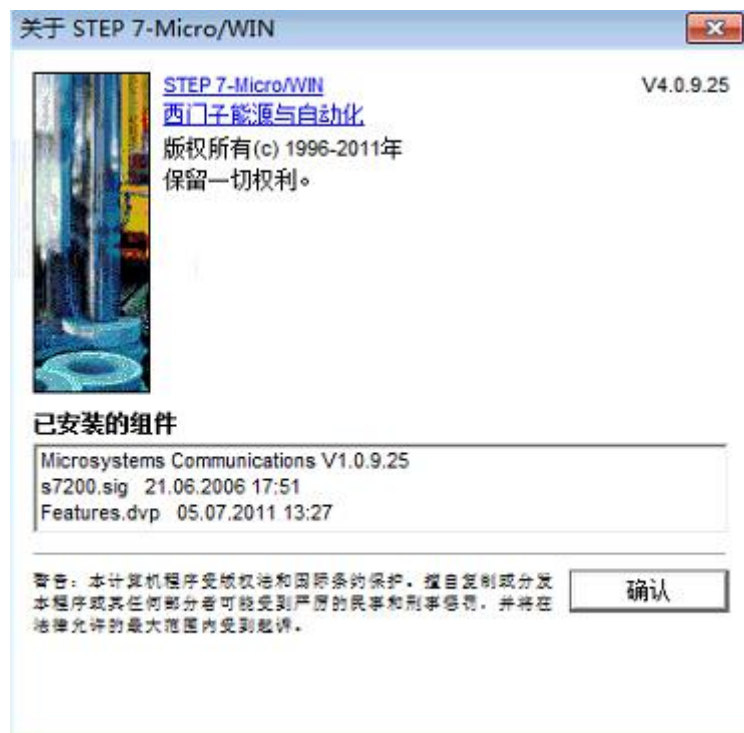 关于 STEP 7-Micro/WIN
STEP 7-Micro/WIN V4.0.9.25
西门子能源与自动化
版权所有(c) 1996-2011年
保留一切权利。
已安装的组件
Microsystems Communications V1.0.9.25
s7200.sig 21.06.2006 17:51
Features.dvp 05.07.2011 13:27
警告：本计算机程序受版权法和国际条约保护。擅自复制或分发
本程序或其任何部分者可能受到严厉的民事和刑事惩罚，并将在
法律允许的最大范围内受到起诉。
确认